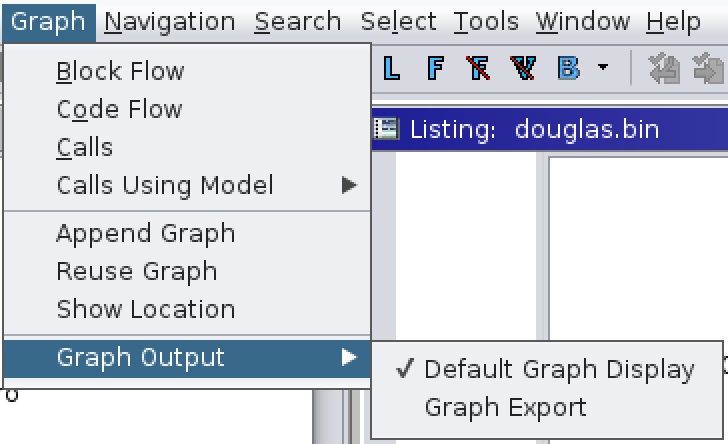 Graph Navigation Search Select Tools Window Help
L F F V B
Block Flow
Code Flow
Calls
Calls Using Model
Append Graph
Reuse Graph
Show Location
Graph Output
Listing: douglas.bin
✓ Default Graph Display
Graph Export